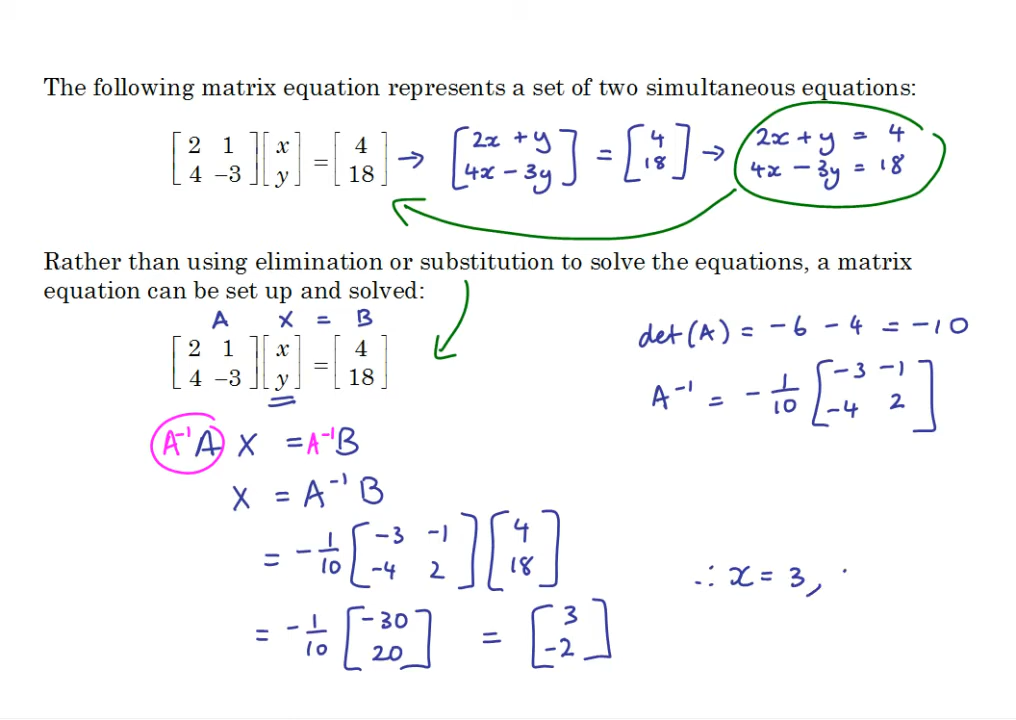 The following matrix equation represents a set of two simultaneous equations:
[2 1; 4 −3][x; y] = [4; 18] → [2x + y; 4x − 3y] = [4; 18] → 2x + y = 4
4x − 3y = 18
Rather than using elimination or substitution to solve the equations, a matrix
equation can be set up and solved:
A X = B
[2 1; 4 −3][x; y] = [4; 18]
det(A) = −6 − 4 = −10
A⁻¹ = −1/10 [−3 −1; −4 2]
A⁻¹A X = A⁻¹B
X = A⁻¹B
= −1/10 [−3 −1; −4 2][4; 18]
= −1/10 [−30; 20] = [3; −2]
∴ x = 3,